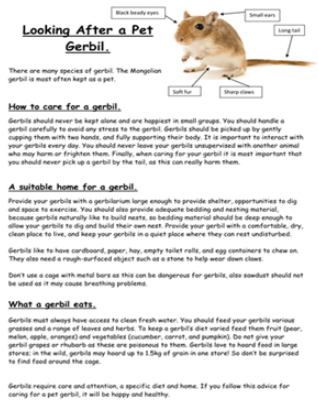 Looking After a Pet
Gerbil.
Black beady eyes
Small ears
Long tail
Soft fur
Sharp claws
There are many species of gerbil. The Mongolian
gerbil is most often kept as a pet.
How to care for a gerbil.
Gerbils should never be kept alone and are happiest in small groups. You should handle a
gerbil carefully to avoid any stress to the gerbil. Gerbils should be picked up by gently
cupping them with two hands, and fully supporting their body. It is important to interact with
your gerbils every day. You should never leave your gerbils unsupervised with another animal
who may harm or frighten them. Finally, when caring for your gerbil it is most important that
you should never pick up a gerbil by the tail, as this can really harm them.
A suitable home for a gerbil.
Provide your gerbils with a gerbilarium large enough to provide shelter, opportunities to dig
and space to exercise. You should also provide adequate bedding and nesting material,
because gerbils naturally like to build nests, so bedding material should be deep enough to
allow your gerbils to dig and build their own nest. Provide your gerbil with a comfortable, dry,
clean place to live, and keep your gerbils in a quiet place where they can rest undisturbed.
Gerbils like to have cardboard, paper, hay, empty toilet rolls, and egg containers to chew on.
They also need a rough-surfaced object such as a stone to help wear down claws.
Don't use a cage with metal bars as this can be dangerous for gerbils, also sawdust should not
be used as it may cause breathing problems.
What a gerbil eats.
Gerbils must always have access to clean fresh water. You should feed your gerbils various
grasses and a range of leaves and herbs. To keep a gerbil's diet varied feed them fruit (pear,
melon, apple, oranges) and vegetables (cucumber, carrot, and pumpkin). Do not give your
gerbil grapes or rhubarb as these are poisonous to them. Gerbils love to hoard food in large
stores; in the wild, gerbils may hoard up to 1.5kg of grain in one store! So don't be surprised
to find food around the cage.
Gerbils require care and attention, a specific diet and home. If you follow this advice for
caring for a pet gerbil, it will be happy and healthy.